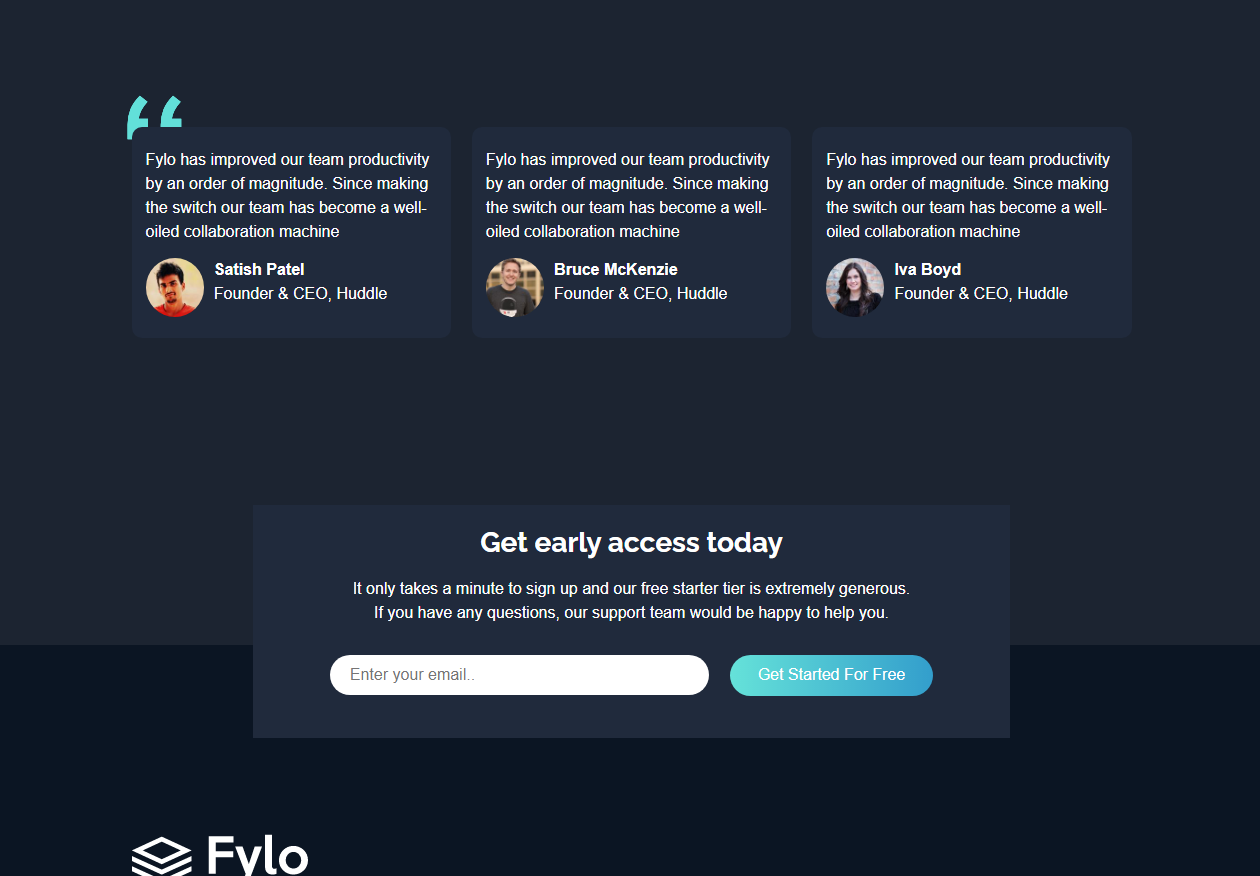 Fylo has improved our team productivity
by an order of magnitude. Since making
the switch our team has become a well-
oiled collaboration machine
Satish Patel
Founder & CEO, Huddle
Fylo has improved our team productivity
by an order of magnitude. Since making
the switch our team has become a well-
oiled collaboration machine
Bruce McKenzie
Founder & CEO, Huddle
Fylo has improved our team productivity
by an order of magnitude. Since making
the switch our team has become a well-
oiled collaboration machine
Iva Boyd
Founder & CEO, Huddle
Get early access today
It only takes a minute to sign up and our free starter tier is extremely generous.
If you have any questions, our support team would be happy to help you.
Enter your email..
Get Started For Free
Fylo